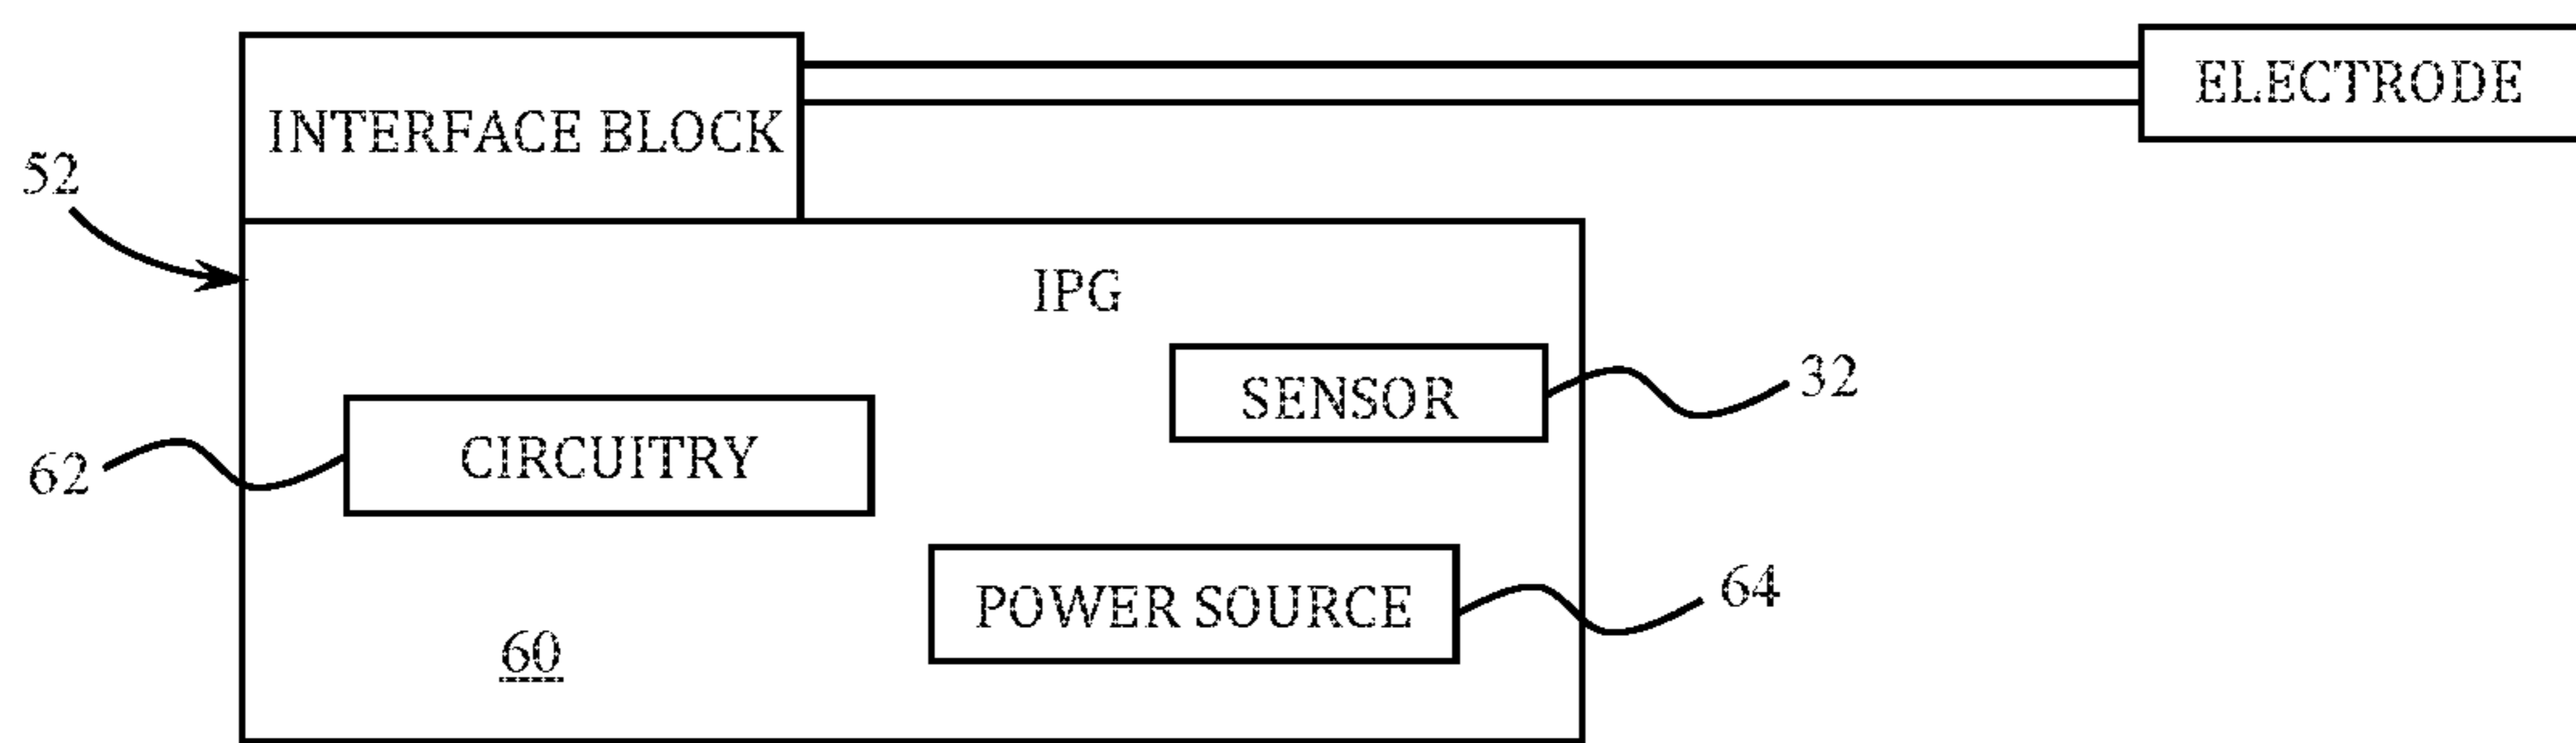 ELECTRODE
INTERFACE BLOCK
52
IPG
SENSOR
32
CIRCUITRY
62
POWER SOURCE
64
60